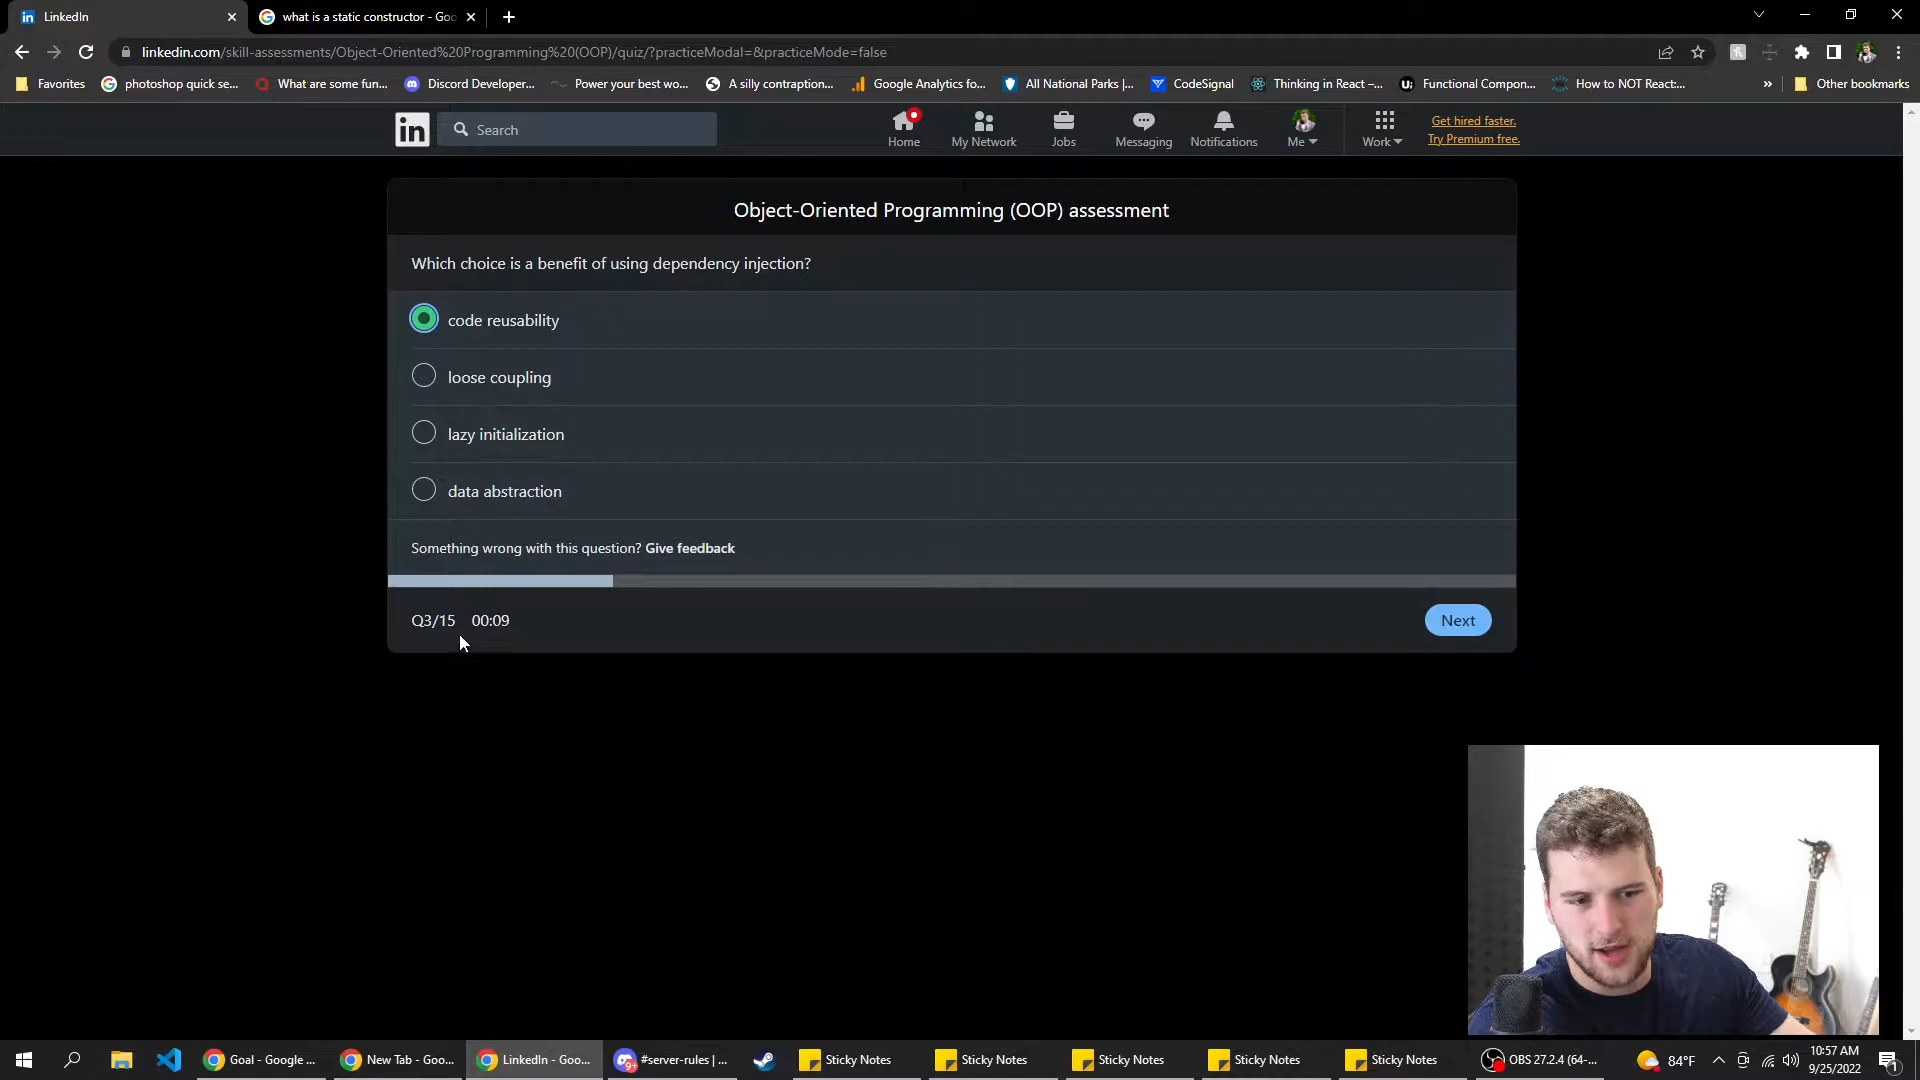 LinkedIn
what is a static constructor - Goo
linkedin.com/skill-assessments/Object-Oriented%20Programming%20(OOP)/quiz/?practiceModal=&practiceMode=false
Favorites
photoshop quick se...
What are some fun...
Discord Developer...
Power your best wo...
A silly contraption...
Google Analytics fo...
All National Parks |...
CodeSignal
Thinking in React –...
Functional Compon...
How to NOT React:...
»
Other bookmarks
in
Search
Home
My Network
Jobs
Messaging
Notifications
Me
Work
Get hired faster.
Try Premium free.
Object-Oriented Programming (OOP) assessment
Which choice is a benefit of using dependency injection?
code reusability
loose coupling
lazy initialization
data abstraction
Something wrong with this question? Give feedback
Q3/15 00:09
Next
Goal - Google ...
New Tab - Goo...
LinkedIn - Goo...
#server-rules | ...
Sticky Notes
Sticky Notes
Sticky Notes
Sticky Notes
Sticky Notes
OBS 27.2.4 (64-...
84°F
10:57 AM
9/25/2022